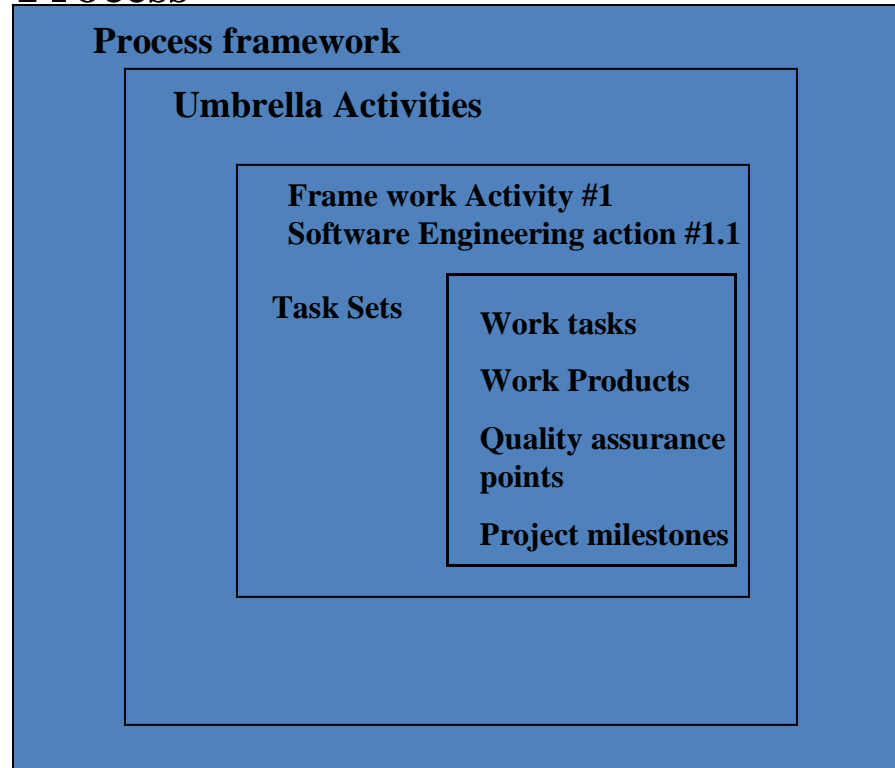 Process
Process framework
Umbrella Activities
Frame work Activity #1
Software Engineering action #1.1
Task Sets
Work tasks
Work Products
Quality assurance
points
Project milestones